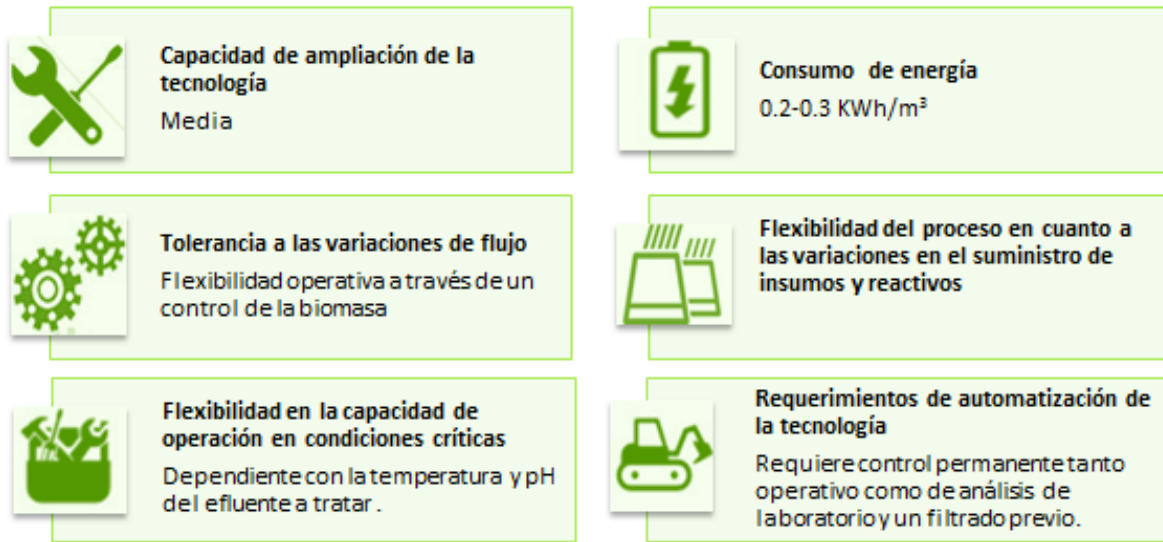 Capacidad de ampliación de la
tecnología
Media
Consumo de energía
0.2-0.3 KWh/m³
Tolerancia a las variaciones de flujo
Flexibilidad operativa a través de un
control de la biomasa
Flexibilidad del proceso en cuanto a
las variaciones en el suministro de
insumos y reactivos
Flexibilidad en la capacidad de
operación en condiciones críticas
Dependiente con la temperatura y pH
del efluente a tratar.
Requerimientos de automatización de
la tecnología
Requiere control permanente tanto
operativo como de análisis de
laboratorio y un filtrado previo.